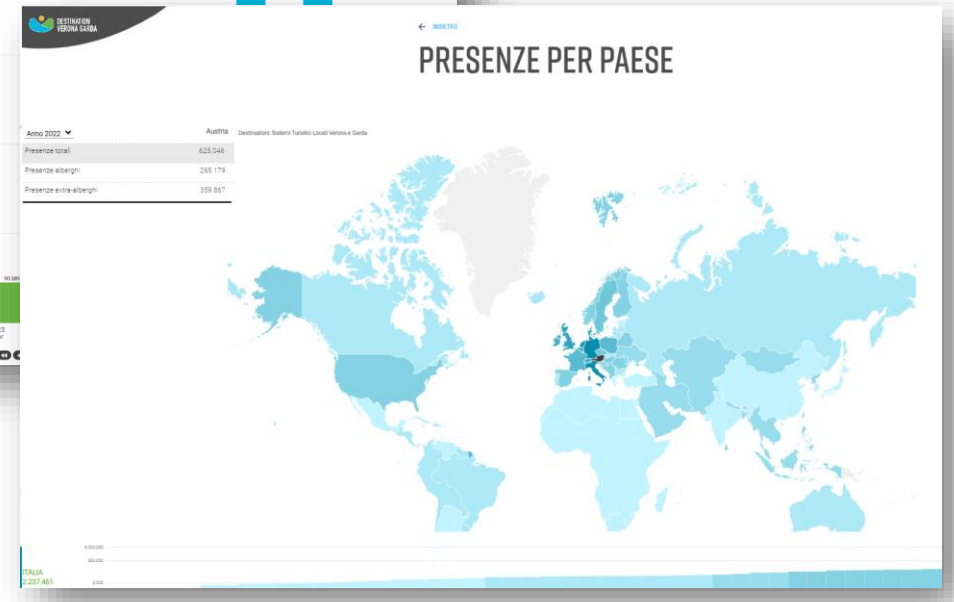 DESTINATION
VERONA GARDA
← INDIETRO
PRESENZE PER PAESE
Anno 2022 Austria
Destinazioni: Sistemi Turistici Locali Verona e Garda
Presenze totali 625.046
Presenze alberghi 265.179
Presenze extra-alberghi 359.867
ITALIA
2.237.461